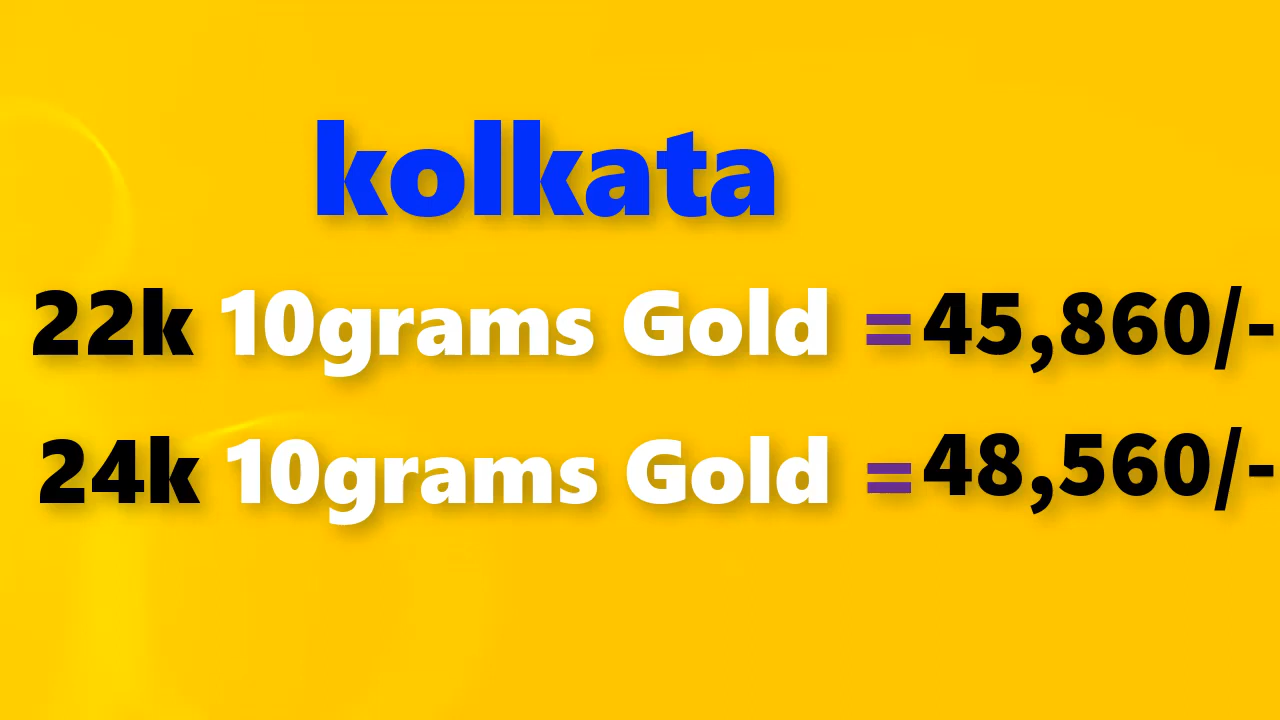 kolkata
22k 10grams Gold =45,860/-
24k 10grams Gold =48,560/-